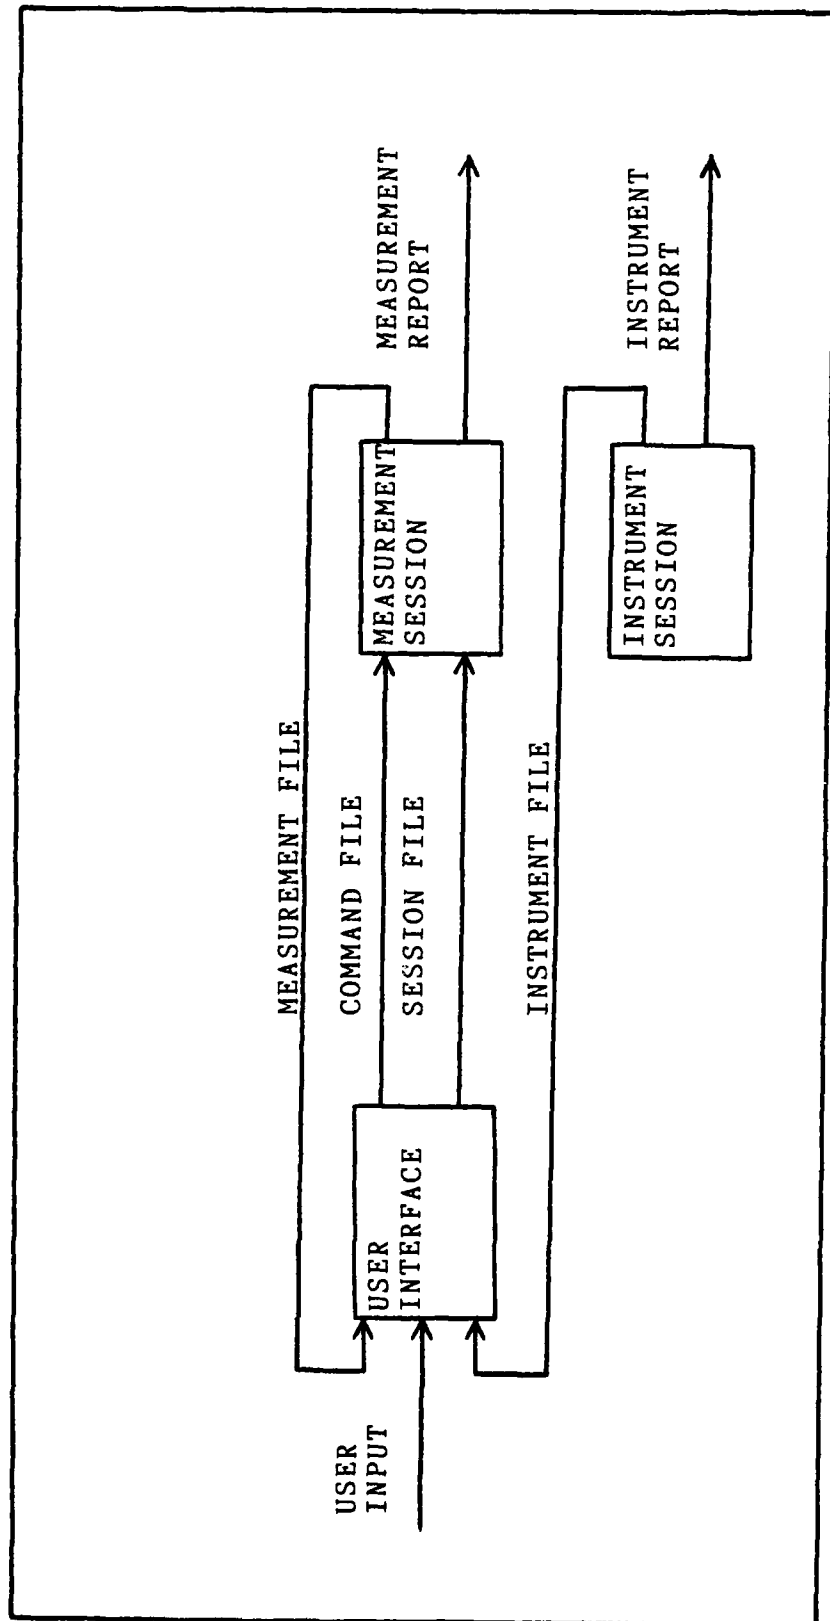 MEASUREMENT FILE
USER
INPUT
USER
INTERFACE
COMMAND FILE
SESSION FILE
MEASUREMENT
SESSION
MEASUREMENT
REPORT
INSTRUMENT FILE
INSTRUMENT
SESSION
INSTRUMENT
REPORT